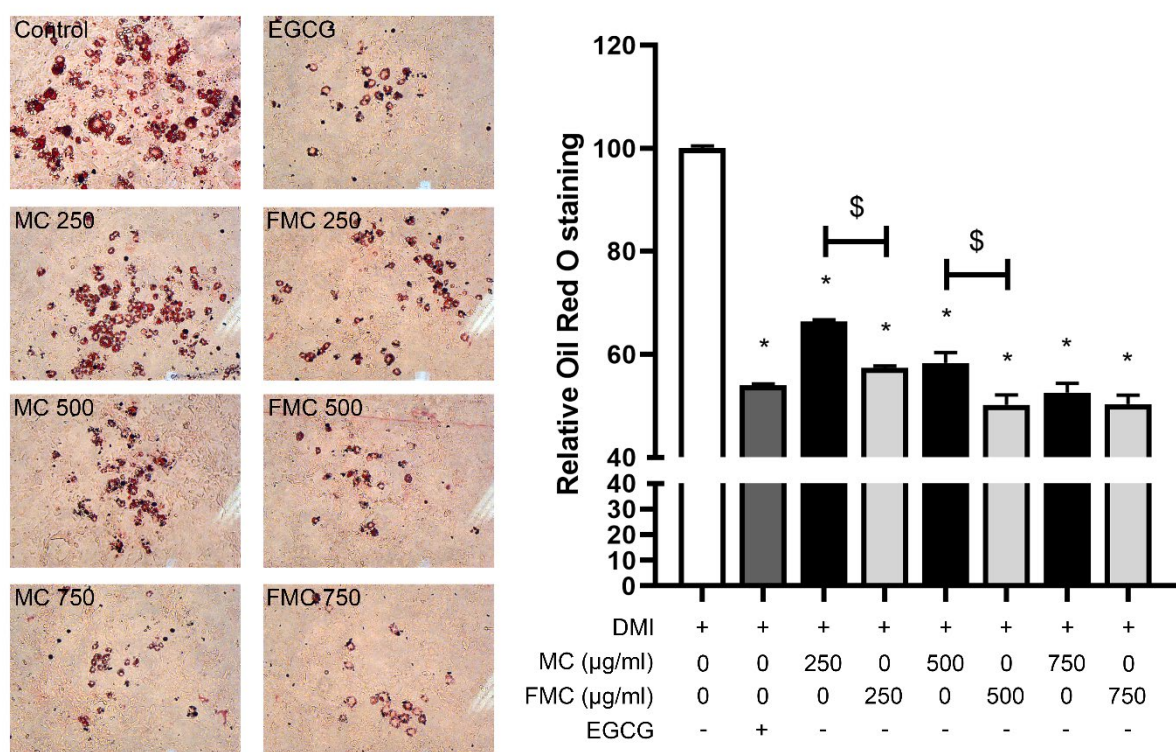 Control
EGCG
MC 250
FMC 250
MC 500
FMC 500
MC 750
FMC 750
Relative Oil Red O staining
120
100
80
60
40
40
30
20
10
0
$
$
* * * * * * *
DMI + + + + + + + +
MC (µg/ml) 0 0 250 0 500 0 750 0
FMC (µg/ml) 0 0 0 250 0 500 0 750
EGCG - + - - - - - -